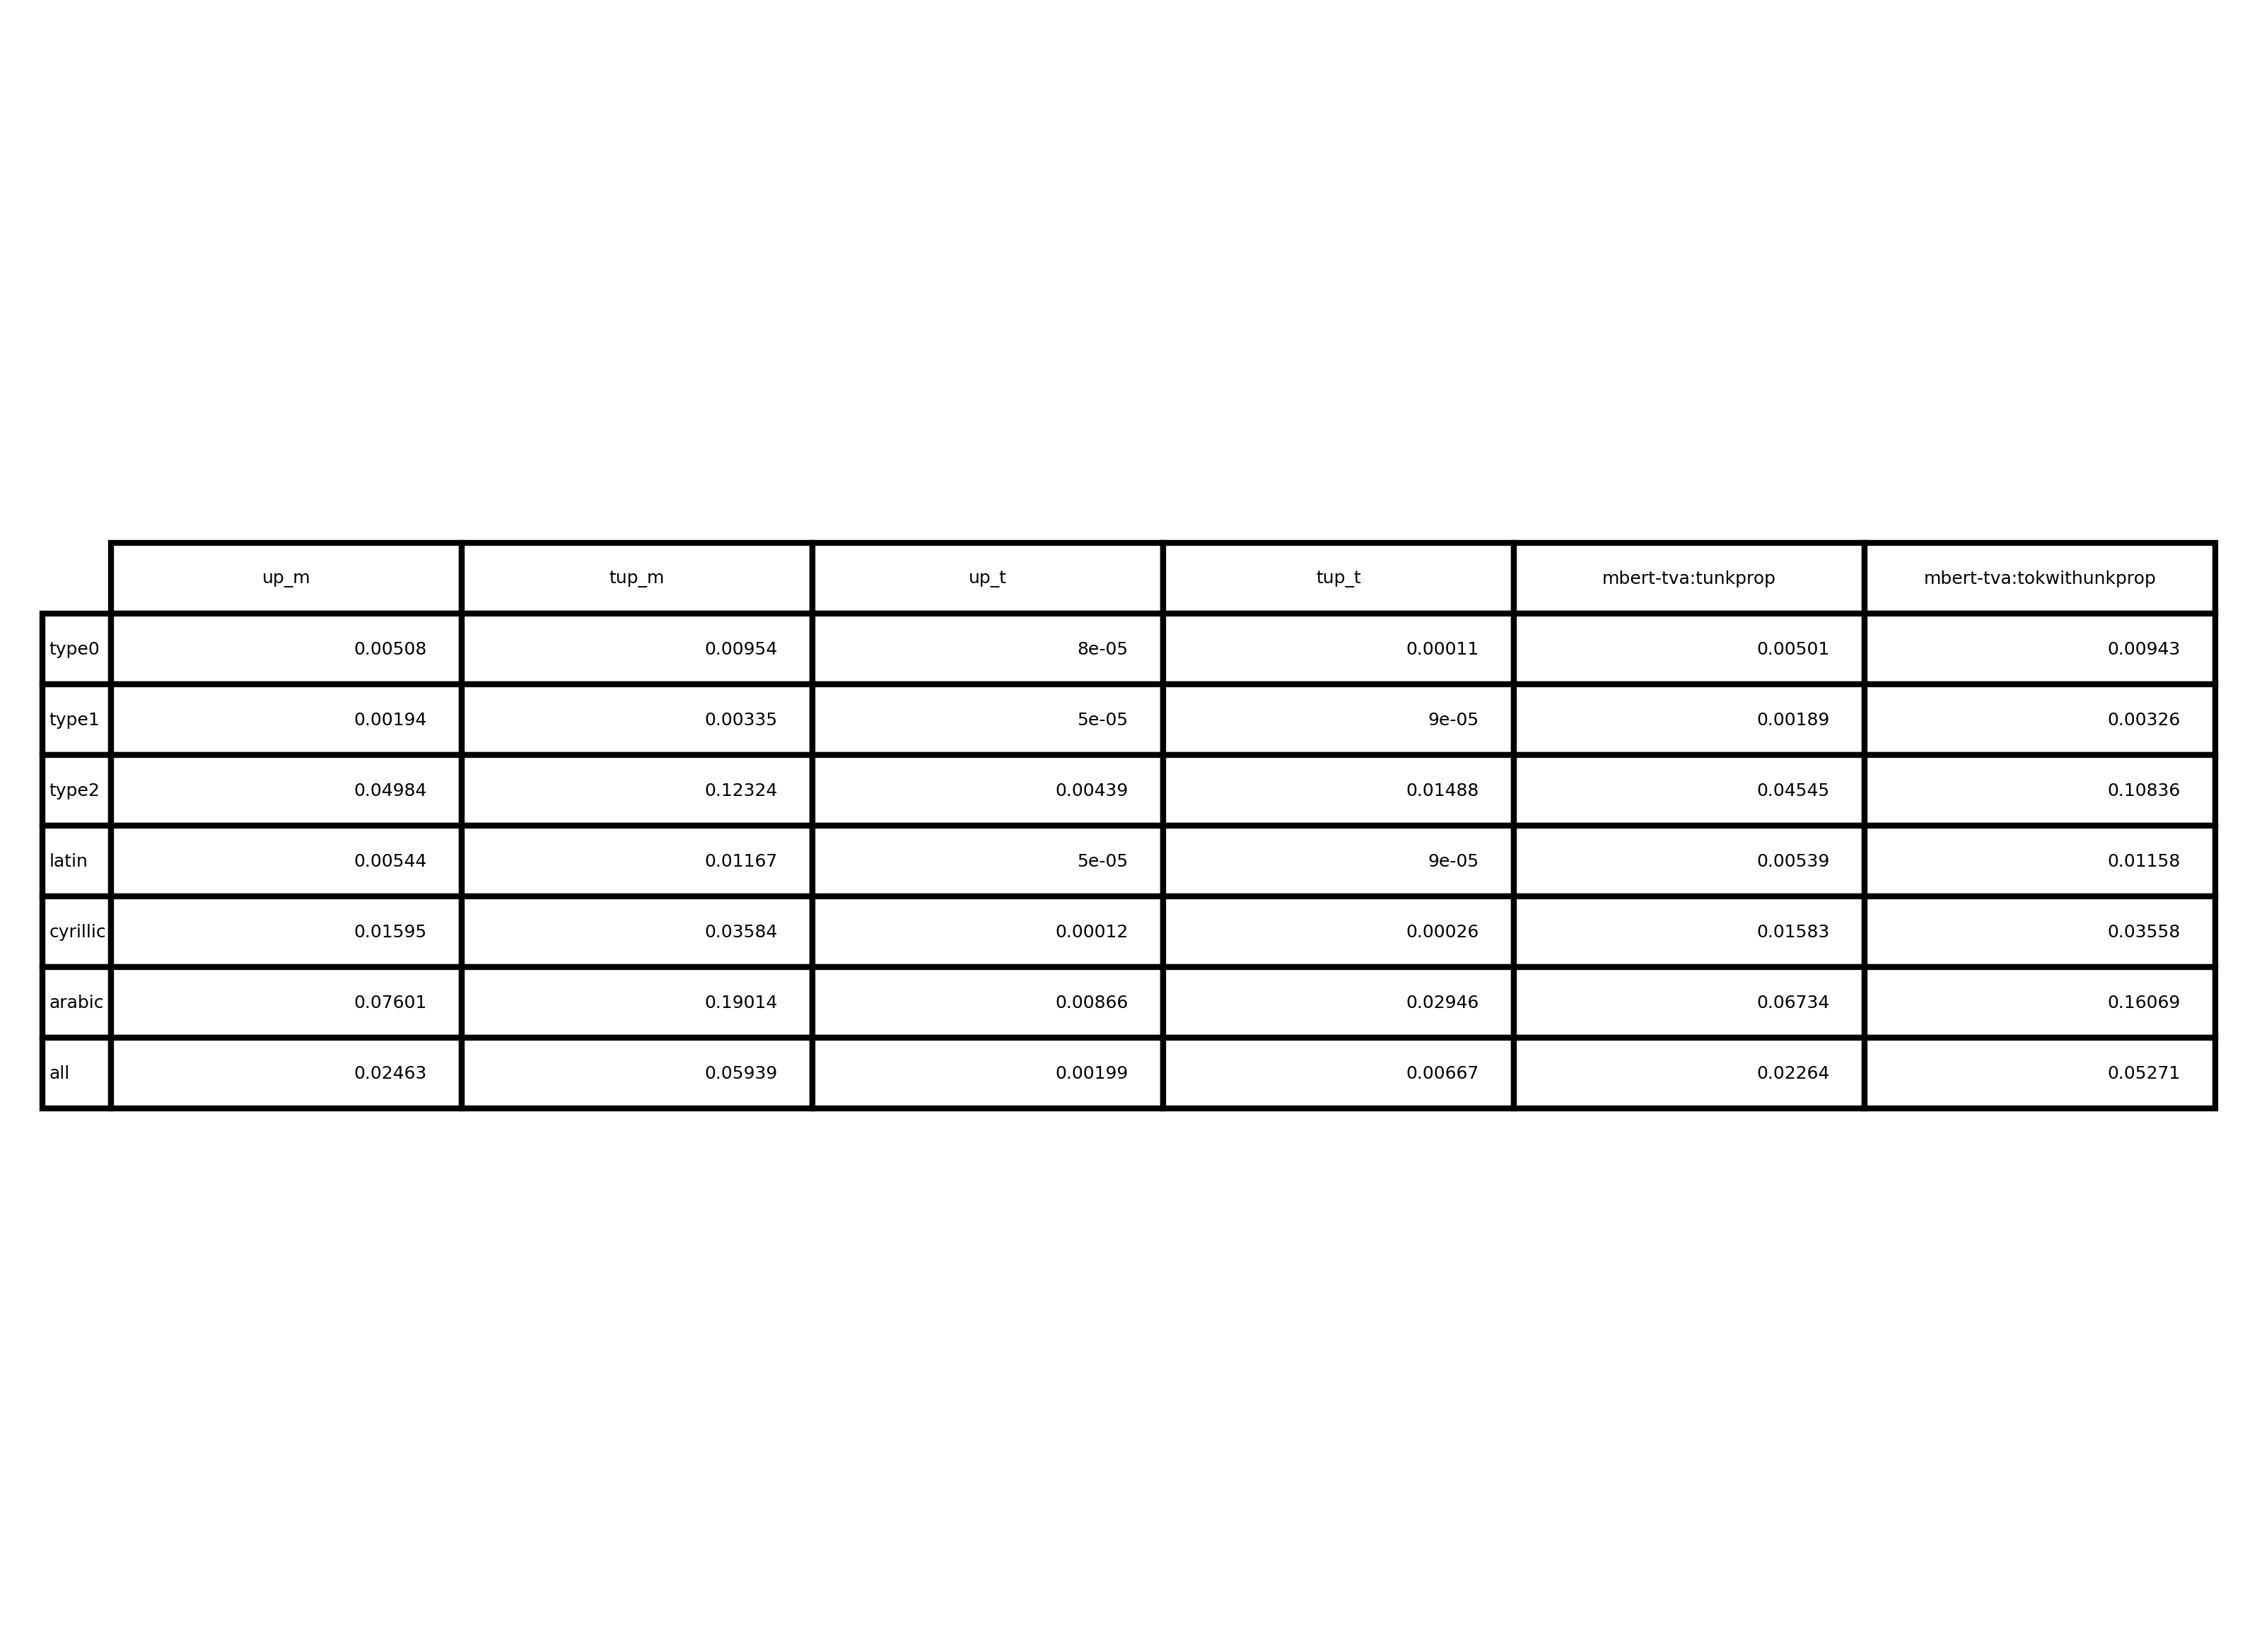 up_m tup_m up_t tup_t mbert-tva:tunkprop mbert-tva:tokwithunkprop
type0 0.00508 0.00954 8e-05 0.00011 0.00501 0.00943
type1 0.00194 0.00335 5e-05 9e-05 0.00189 0.00326
type2 0.04984 0.12324 0.00439 0.01488 0.04545 0.10836
latin 0.00544 0.01167 5e-05 9e-05 0.00539 0.01158
cyrillic 0.01595 0.03584 0.00012 0.00026 0.01583 0.03558
arabic 0.07601 0.19014 0.00866 0.02946 0.06734 0.16069
all 0.02463 0.05939 0.00199 0.00667 0.02264 0.05271